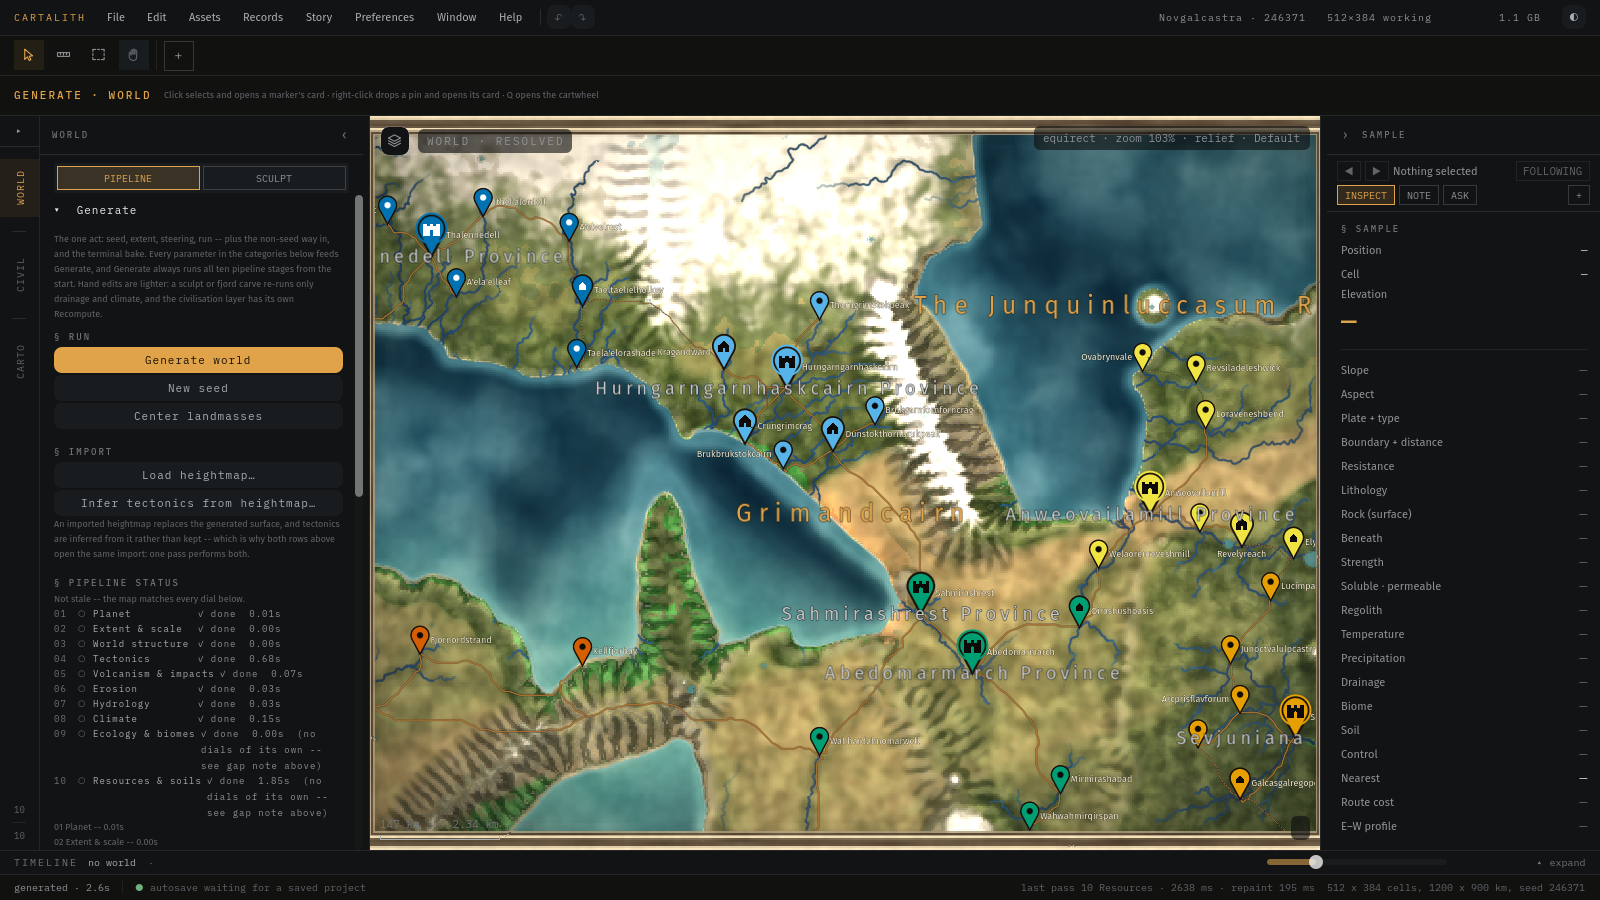 CARTALITH File Edit Assets Records Story Preferences Window Help
Novgalcastra · 246371 512×384 working 1.1 GB
+
GENERATE · WORLD Click selects and opens a marker's card · right-click drops a pin and opens its card · Q opens the cartwheel
WORLD
CIVIL
CARTO
10
10
WORLD
PIPELINE SCULPT
Generate
The one act: seed, extent, steering, run -- plus the non-seed way in,
and the terminal bake. Every parameter in the categories below feeds
Generate, and Generate always runs all ten pipeline stages from the
start. Hand edits are lighter: a sculpt or fjord carve re-runs only
drainage and climate, and the civilisation layer has its own
Recompute.
§ RUN
Generate world
New seed
Center landmasses
§ IMPORT
Load heightmap…
Infer tectonics from heightmap…
An imported heightmap replaces the generated surface, and tectonics
are inferred from it rather than kept -- which is why both rows above
open the same import: one pass performs both.
§ PIPELINE STATUS
Not stale -- the map matches every dial below.
01 ○ Planet √ done 0.01s
02 ○ Extent & scale √ done 0.00s
03 ○ World structure √ done 0.00s
04 ○ Tectonics √ done 0.68s
05 ○ Volcanism & impacts √ done 0.07s
06 ○ Erosion √ done 0.03s
07 ○ Hydrology √ done 0.03s
08 ○ Climate √ done 0.15s
09 ○ Ecology & biomes √ done 0.00s (no
dials of its own --
see gap note above)
10 ○ Resources & soils √ done 1.85s (no
dials of its own --
see gap note above)
01 Planet -- 0.01s
02 Extent & scale -- 0.00s
WORLD · RESOLVED
equirect · zoom 103% · relief · Default
Thalennedell
nedell Province
A'ela'elleaf
The Junquinluccasum R
Taela'elorashade
Kragandward
Ovabrynvale
Revsiladeleshwick
Hurngarngarnhaskcairn Province
Loraveneshbend
Crungrimcrag
Brukbrukstokcairn
Grimandcairn
Anweovailamill Province
Revelyreach
Ely
Lucimpa
Sahmirashrest
Sahmirashrest Province
Fjornordstrand
Abedomarmarch
Abedomarmarch Province
Arcurisflavforum
Sevjuniana
Mirmirashabad
Galcasgalregop
Wahwahmirqirspan
SAMPLE
Nothing selected FOLLOWING
INSPECT NOTE ASK +
§ SAMPLE
Position —
Cell —
Elevation
—
Slope —
Aspect —
Plate + type —
Boundary + distance —
Resistance —
Lithology —
Rock (surface) —
Beneath —
Strength —
Soluble · permeable —
Regolith —
Temperature —
Precipitation —
Drainage —
Biome —
Soil —
Control —
Nearest —
Route cost —
E–W profile —
TIMELINE no world ·
expand
generated · 2.6s autosave waiting for a saved project
last pass 10 Resources · 2638 ms · repaint 195 ms 512 x 384 cells, 1200 x 900 km, seed 246371